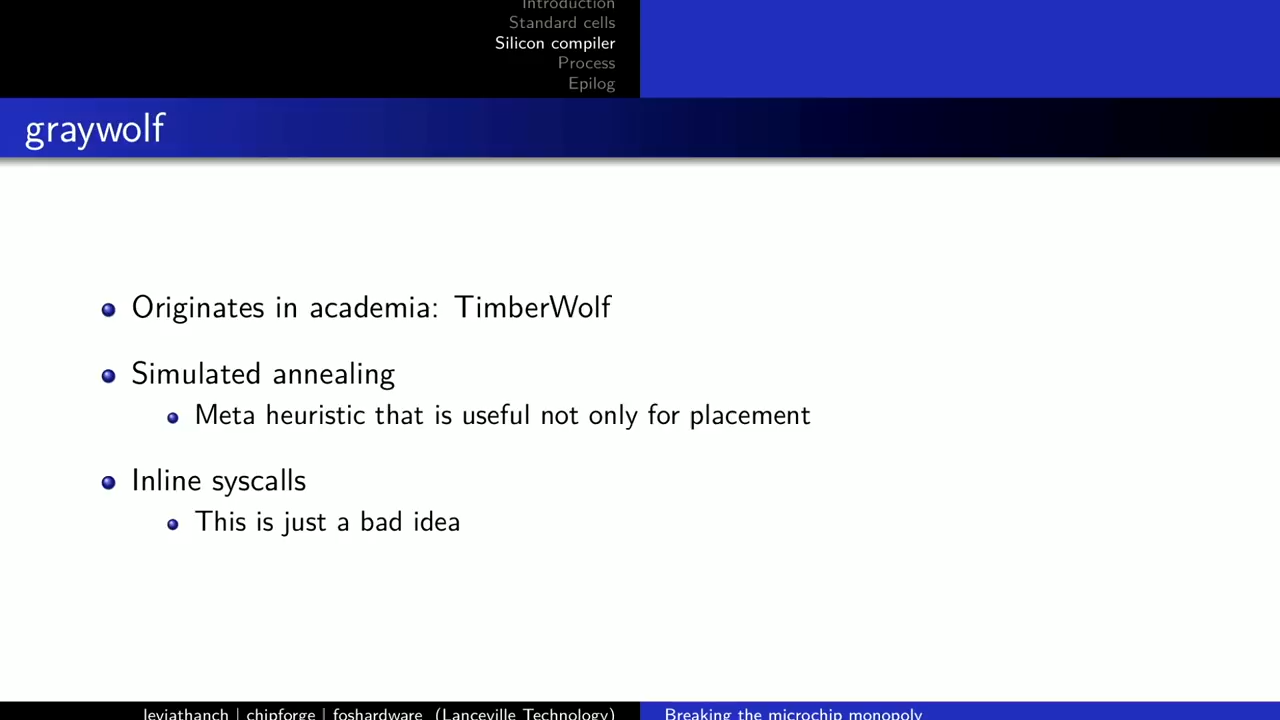 Introduction
Standard cells
Silicon compiler
Process
Epilog
graywolf
Originates in academia: TimberWolf
Simulated annealing
Meta heuristic that is useful not only for placement
Inline syscalls
This is just a bad idea
leviathanch | chipforge | foshardware (Lanceville Technology)
Breaking the microchip monopoly